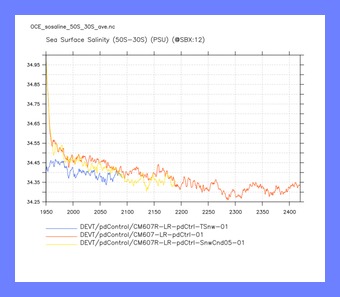 OCE_sosaline_50S_30S_ave.nc
Sea Surface Salinity (50S-30S) (PSU) (@SBX:12)
34.95
34.85
34.75
34.65
34.55
34.45
34.35
34.25
1950 2000 2050 2100 2150 2200 2250 2300 2350 2400
DEVT/pdControl/CM607R-LR-pdCtrl-TSnw-01
DEVT/pdControl/CM607-LR-pdCtrl-01
DEVT/pdControl/CM607R-LR-pdCtrl-SnwCnd05-01